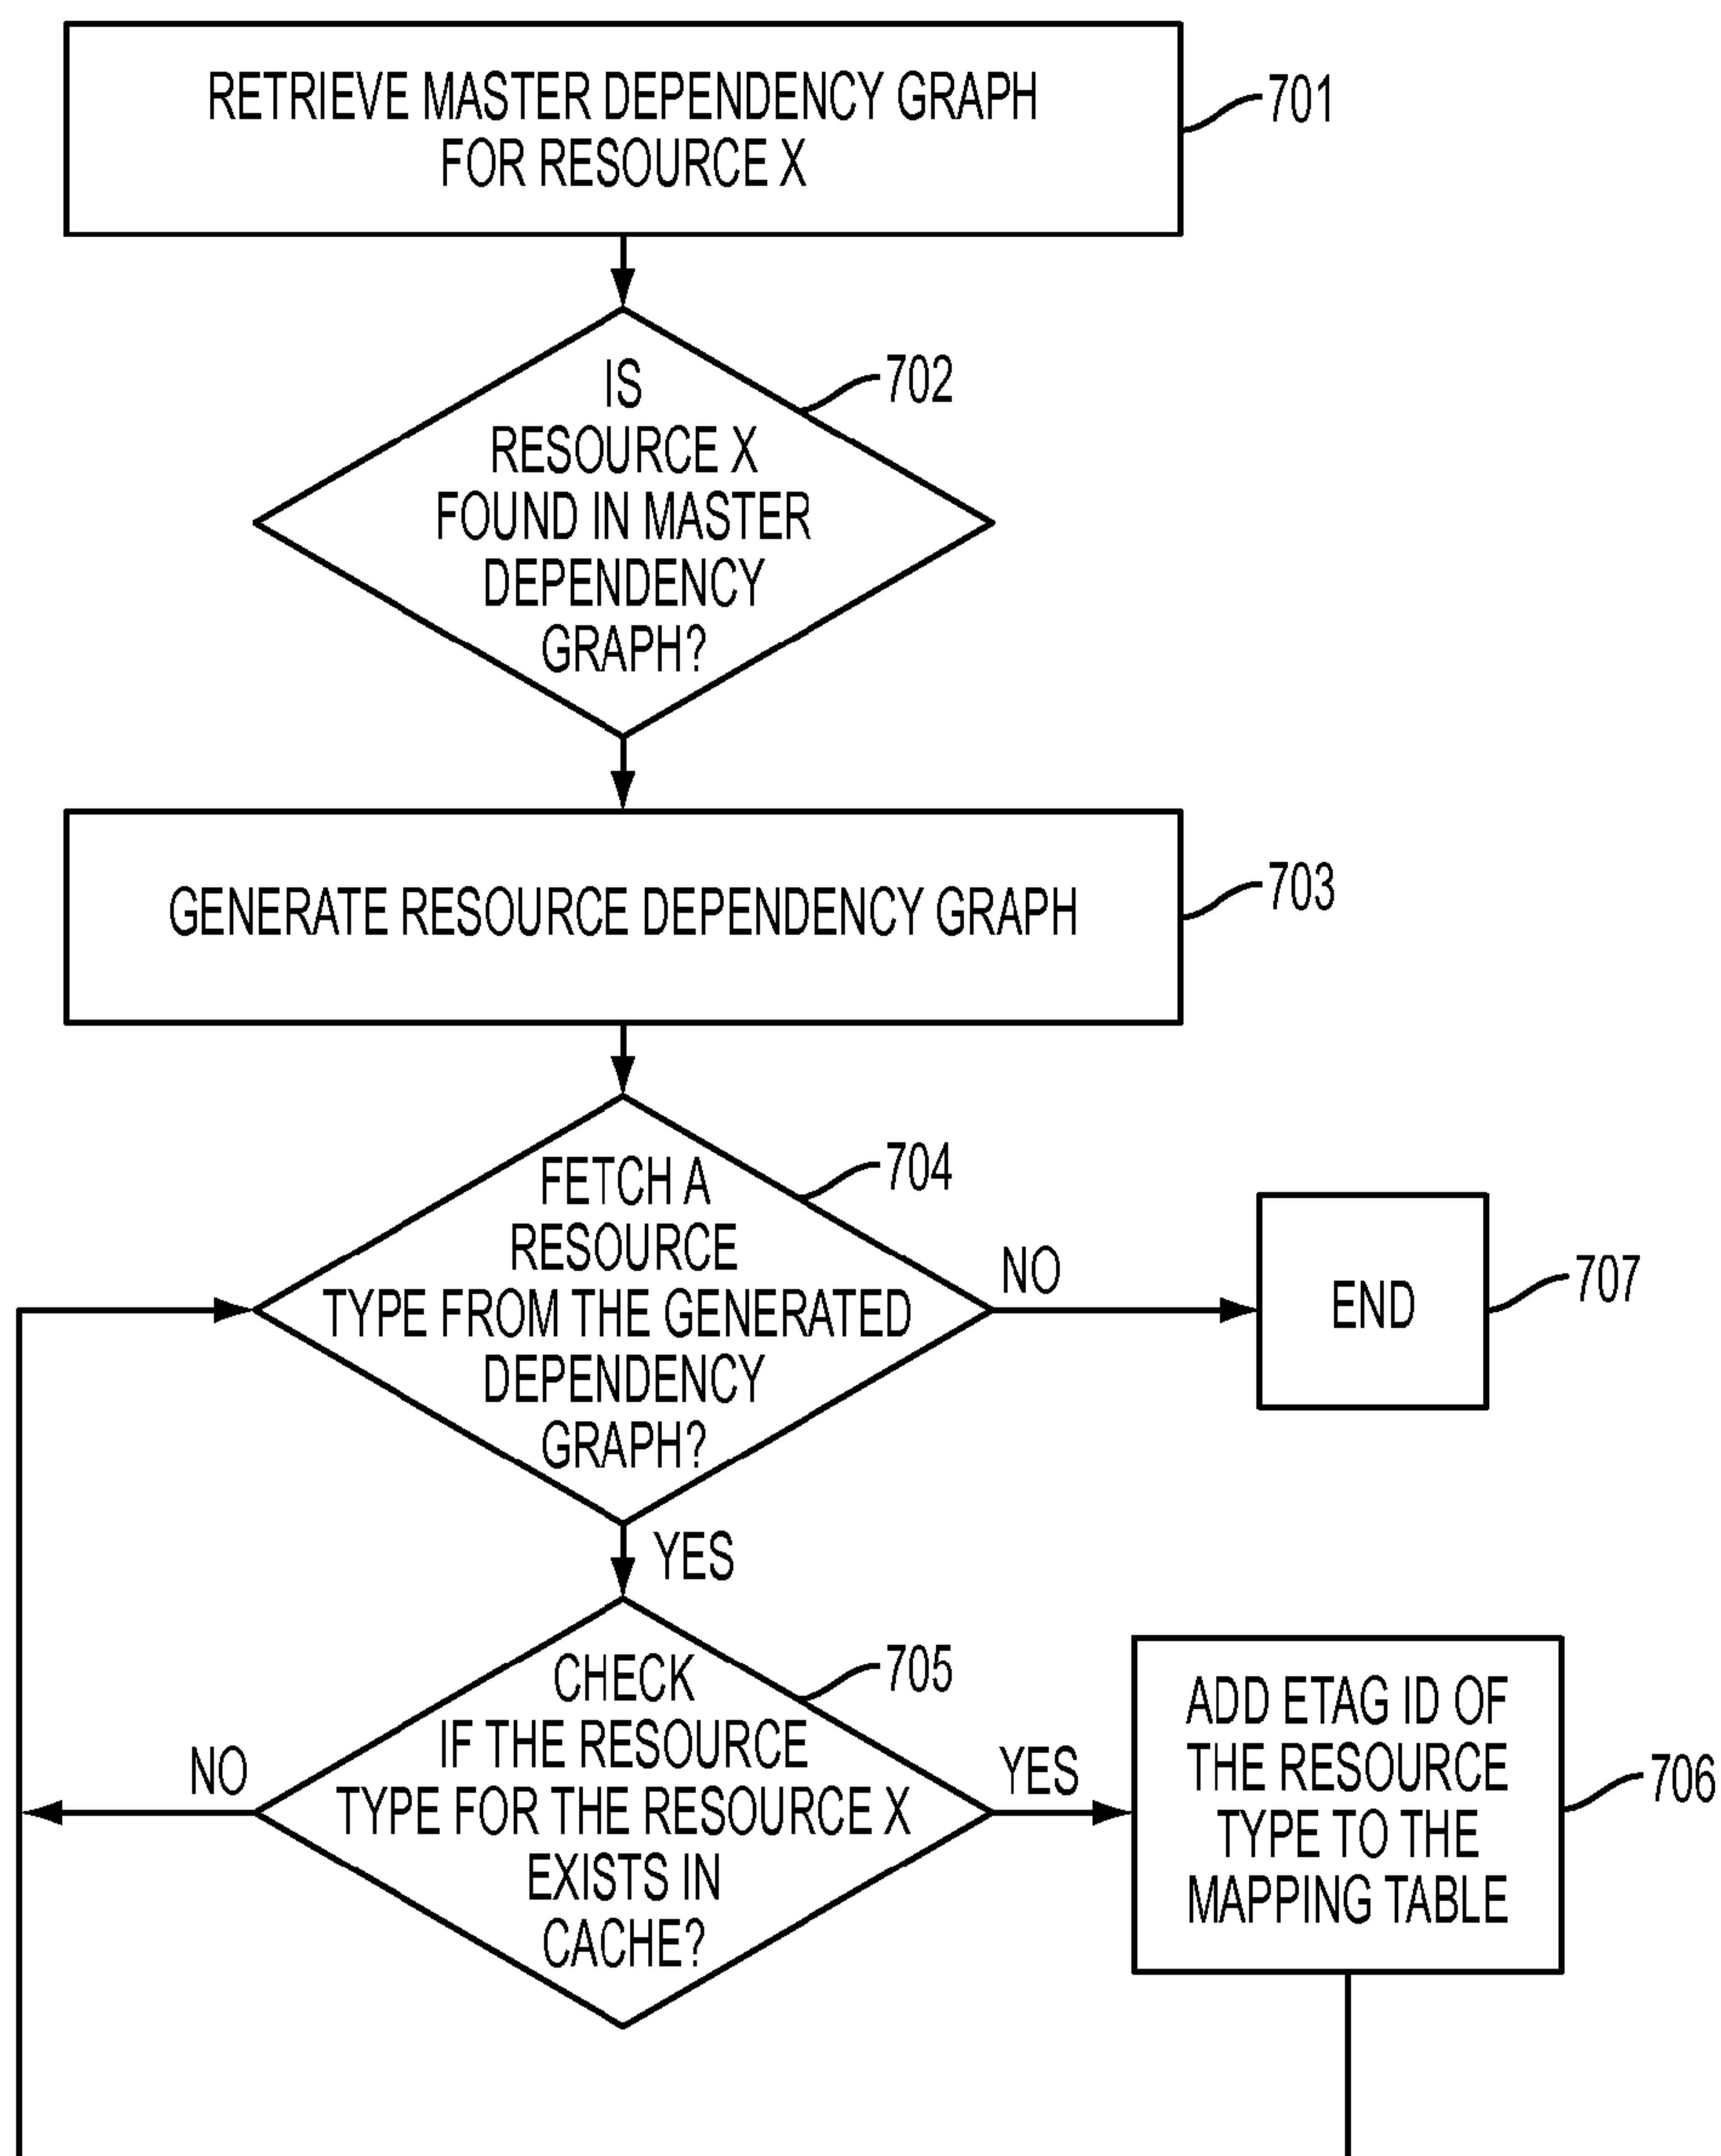 RETRIEVE MASTER DEPENDENCY GRAPH
FOR RESOURCE X
701
IS
RESOURCE X
FOUND IN MASTER
DEPENDENCY
GRAPH?
702
GENERATE RESOURCE DEPENDENCY GRAPH
703
FETCH A
RESOURCE
TYPE FROM THE GENERATED
DEPENDENCY
GRAPH?
704
NO
END
707
YES
CHECK
IF THE RESOURCE
TYPE FOR THE RESOURCE X
EXISTS IN
CACHE?
705
NO
YES
ADD ETAG ID OF
THE RESOURCE
TYPE TO THE
MAPPING TABLE
706